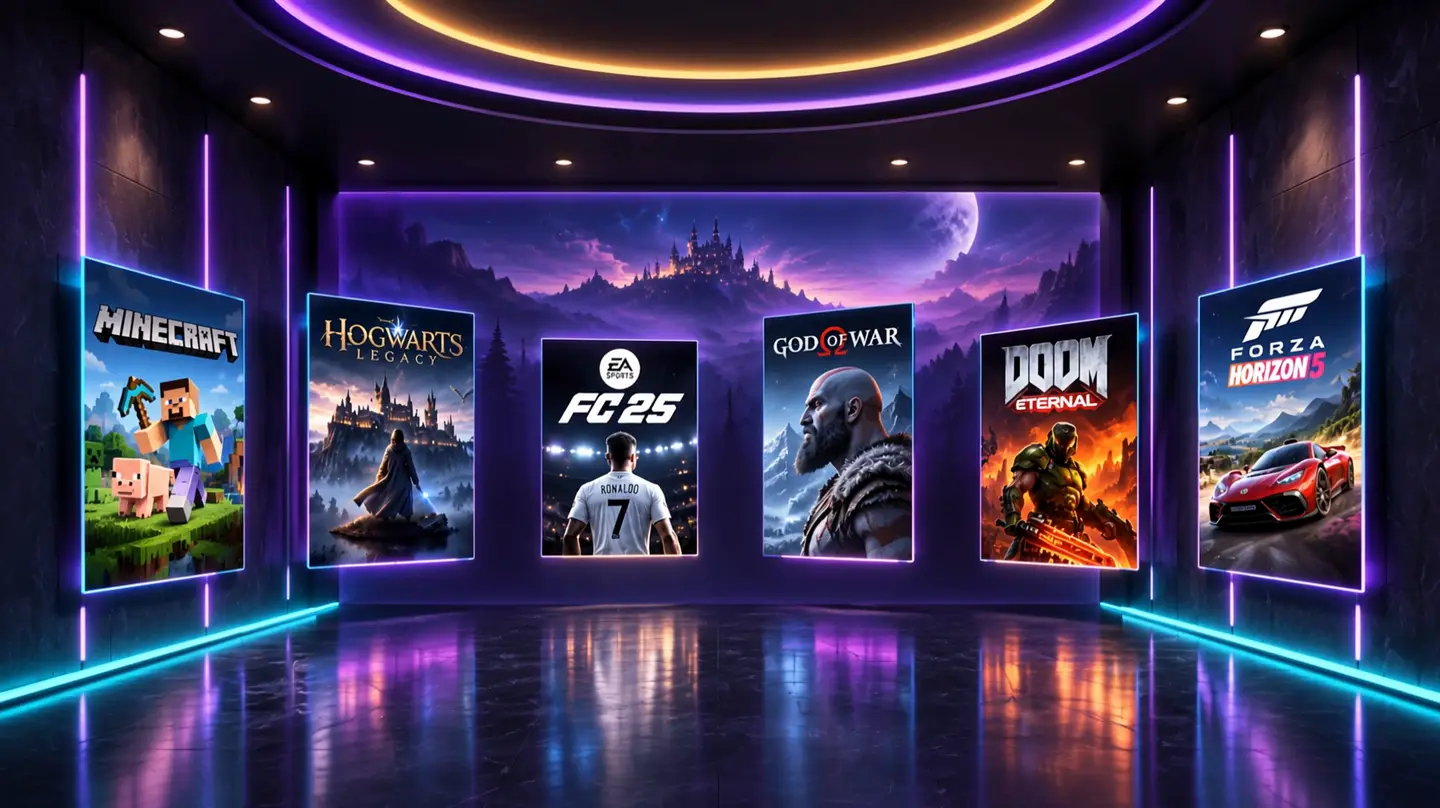 MINECRAFT
HOGWARTS
LEGACY
EA
SPORTS
FC 25
RONALDO
7
GOD OF WAR
DOOM
ETERNAL
FORZA
HORIZON 5